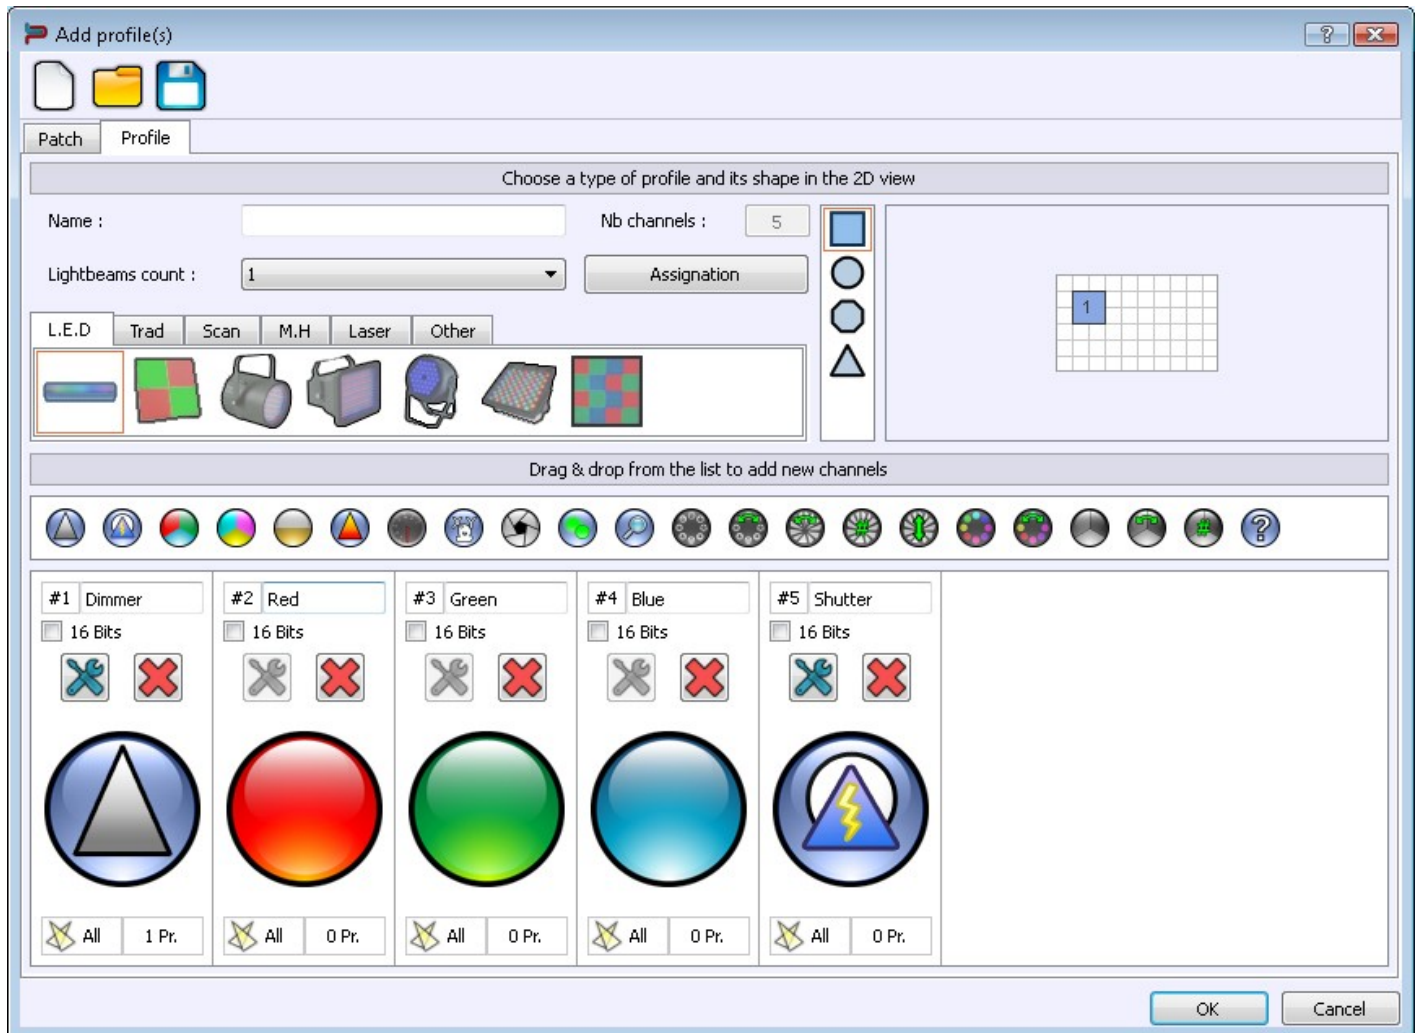 Add profile(s)
Patch Profile
Choose a type of profile and its shape in the 2D view
Name : Nb channels : 5
Lightbeams count : 1 Assignation
1
L.E.D Trad Scan M.H Laser Other
Drag & drop from the list to add new channels
#1 Dimmer #2 Red #3 Green #4 Blue #5 Shutter
16 Bits 16 Bits 16 Bits 16 Bits 16 Bits
All 1 Pr. All 0 Pr. All 0 Pr. All 0 Pr. All 0 Pr.
OK Cancel